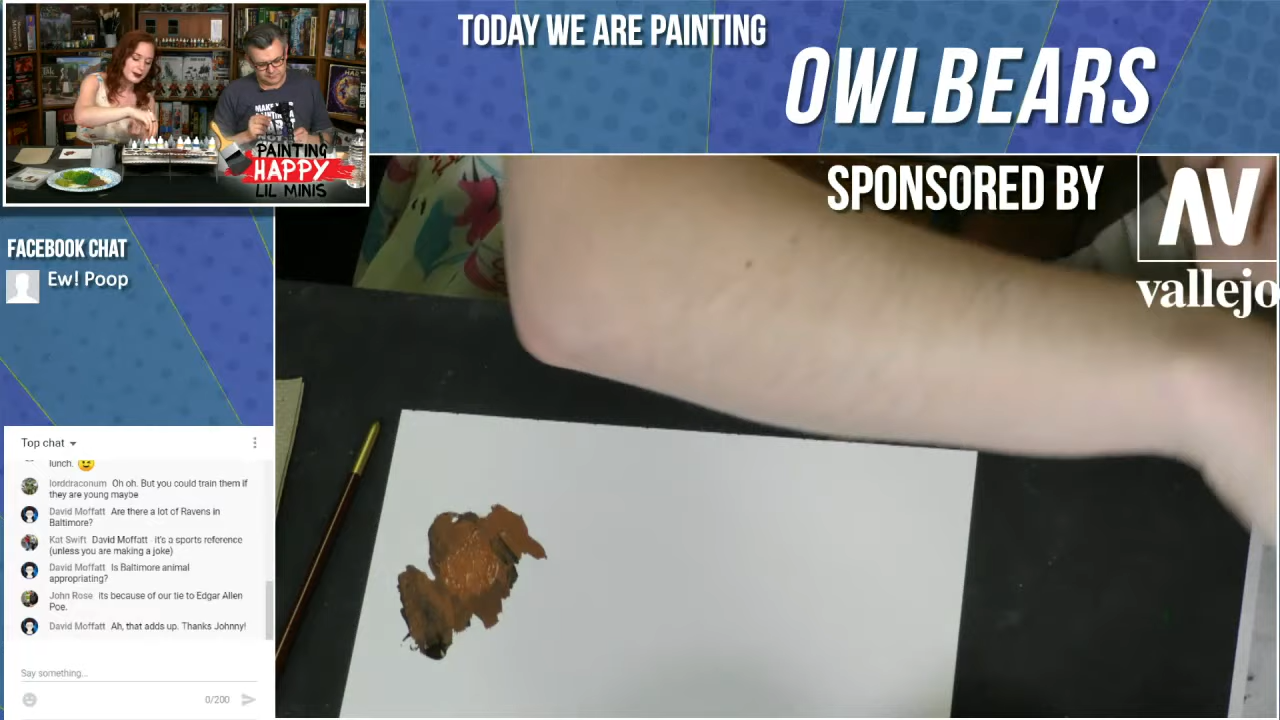 TODAY WE ARE PAINTING
OWLBEARS
SPONSORED BY
AV
vallejo
PAINTING
HAPPY
LIL MINIS
FACEBOOK CHAT
Ew! Poop
Top chat
lunch. 😉
lorddraconum Oh oh. But you could train them if
they are young maybe
David Moffatt Are there a lot of Ravens in
Baltimore?
Kat Swift David Moffatt - it's a sports reference
(unless you are making a joke)
David Moffatt Is Baltimore animal
appropriating?
John Rose Its because of our tie to Edgar Allen
Poe.
David Moffatt Ah, that adds up. Thanks Johnny!
Say something...
0/200